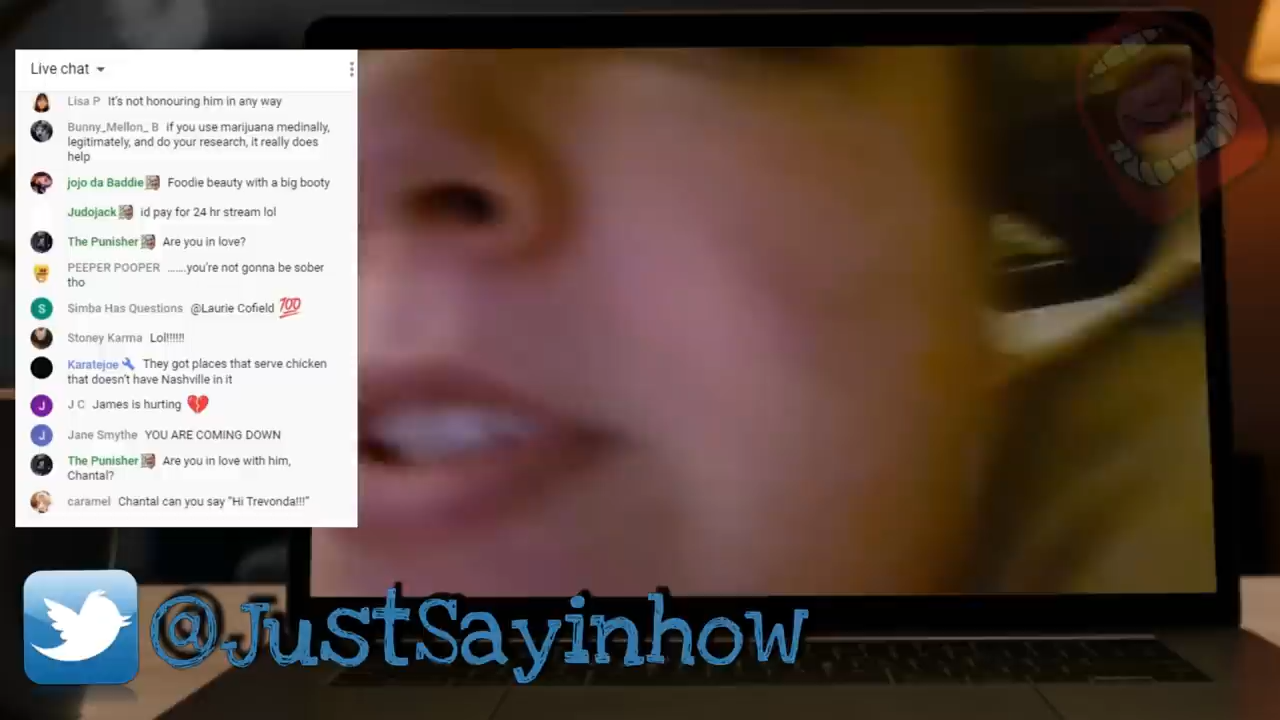 Live chat
Lisa P It's not honouring him in any way
Bunny_Mellon_ B if you use marijuana medinally,
legitimately, and do your research, it really does
help
jojo da Baddie Foodie beauty with a big booty
Judojack id pay for 24 hr stream lol
The Punisher Are you in love?
PEEPER POOPER .......you're not gonna be sober
tho
S Simba Has Questions @Laurie Cofield 💯
Stoney Karma Lol!!!!!!
Karatejoe They got places that serve chicken
that doesn't have Nashville in it
J J C James is hurting 💔
J Jane Smythe YOU ARE COMING DOWN
The Punisher Are you in love with him,
Chantal?
caramel Chantal can you say "Hi Trevonda!!!"
@JustSayinhow